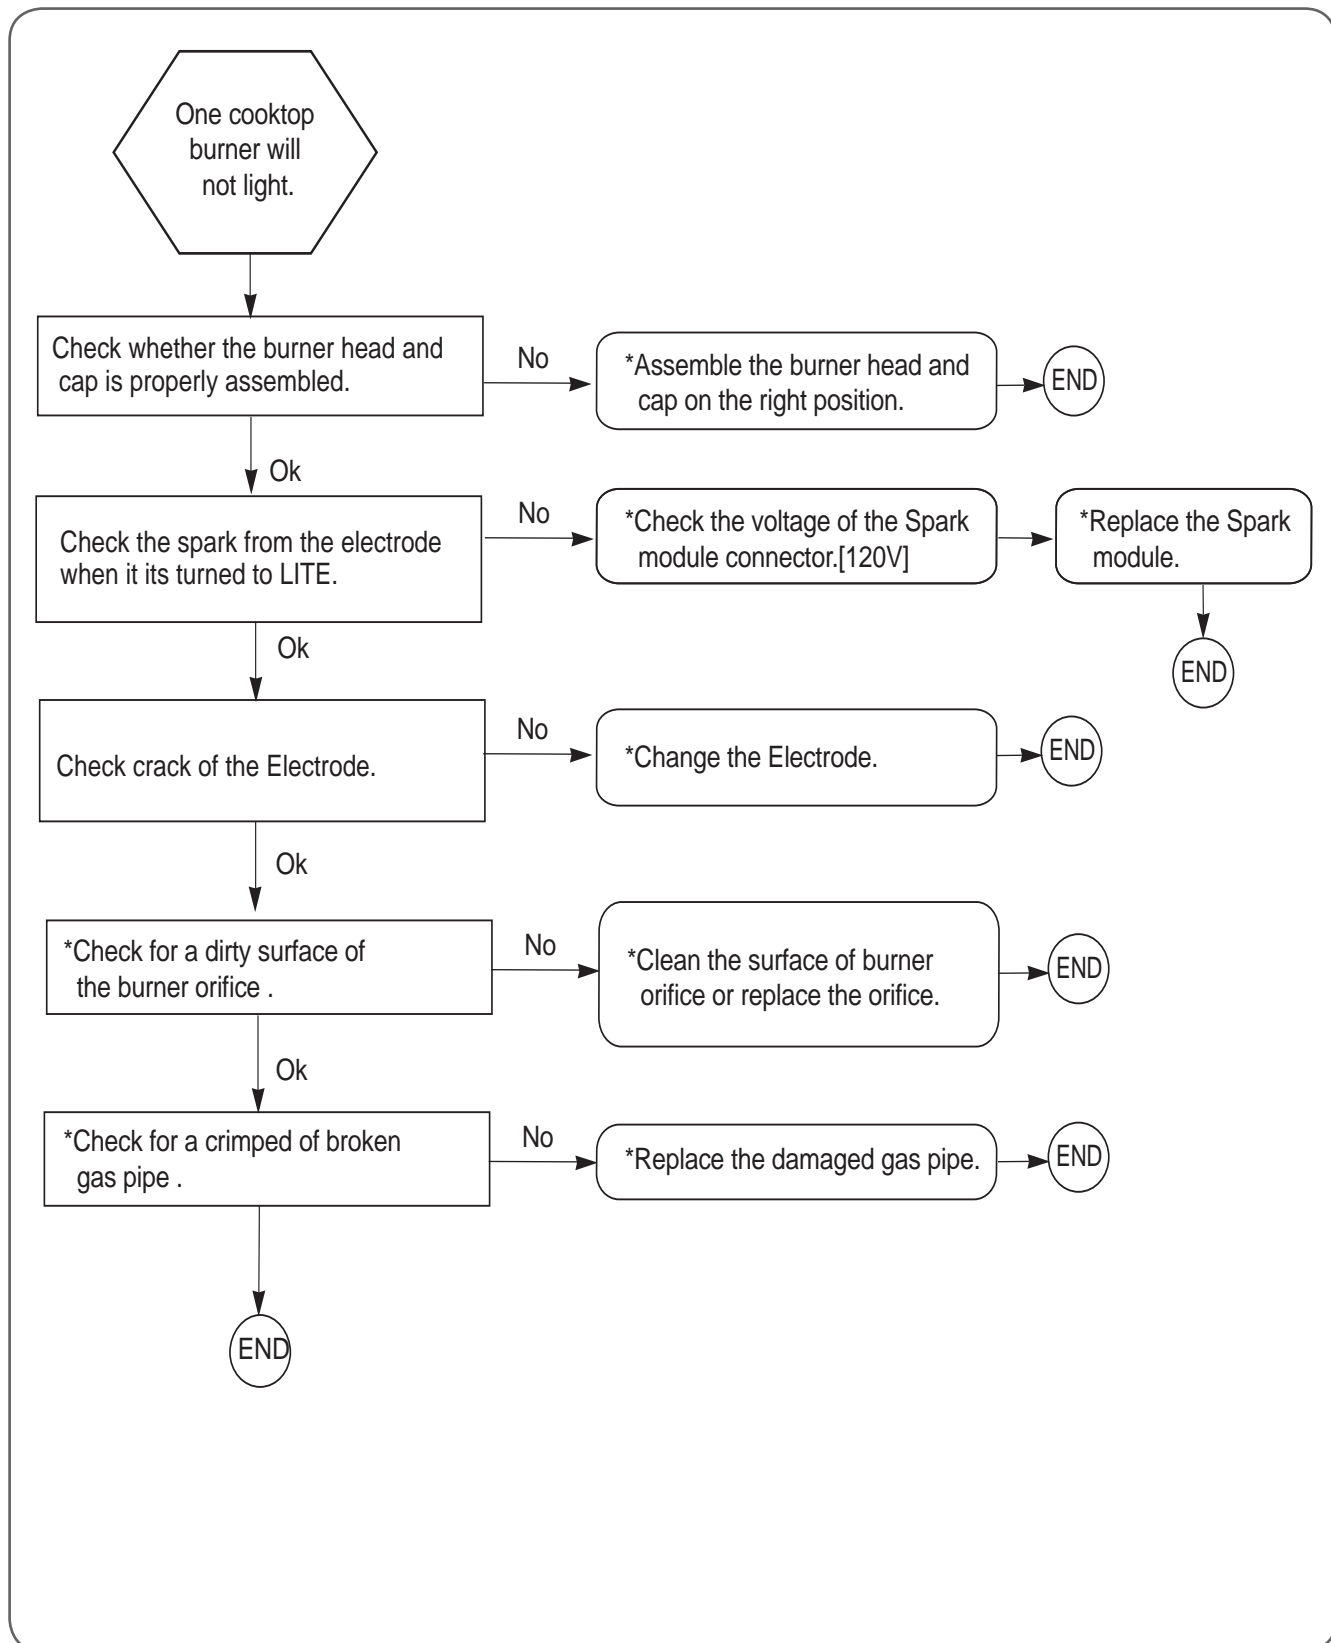 One cooktop
burner will
not light.
Check whether the burner head and
cap is properly assembled.
No
*Assemble the burner head and
cap on the right position.
END
Ok
Check the spark from the electrode
when it its turned to LITE.
No
*Check the voltage of the Spark
module connector.[120V]
*Replace the Spark
module.
END
Ok
Check crack of the Electrode.
No
*Change the Electrode.
END
Ok
*Check for a dirty surface of
the burner orifice .
No
*Clean the surface of burner
orifice or replace the orifice.
END
Ok
*Check for a crimped of broken
gas pipe .
No
*Replace the damaged gas pipe.
END
END